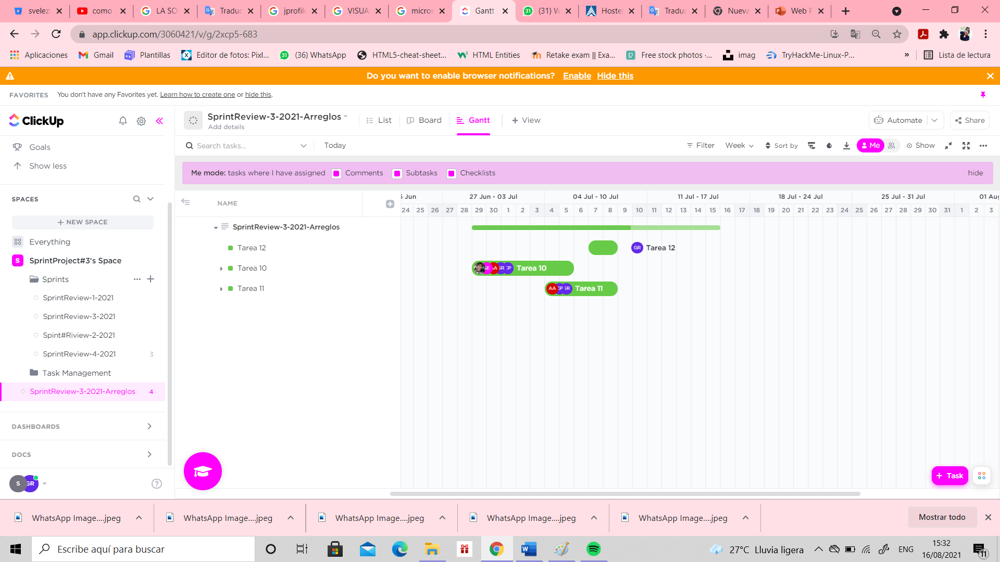 svelez como LA SO Traduc jprofile VISUA micros Gantt (31) W Hoster Traduc Nueva Web P
app.clickup.com/3060421/v/g/2xcp5-683
Aplicaciones Gmail Plantillas Editor de fotos: Pixl... (36) WhatsApp HTML5-cheat-sheet... HTML Entities Retake exam || Exa... Free stock photos ·... imag TryHackMe-Linux-P... » Lista de lectura
Do you want to enable browser notifications? Enable Hide this
FAVORITES You don't have any Favorites yet. Learn how to create one or hide this.
ClickUp
SprintReview-3-2021-Arreglos List Board Gantt + View Automate Share
Add details
Goals
Search tasks... Today Filter Week Sort by Me Show
Show less
Me mode: tasks where I have assigned Comments Subtasks Checklists hide
SPACES
NAME
Jun 27 Jun - 03 Jul 04 Jul - 10 Jul 11 Jul - 17 Jul 18 Jul - 24 Jul 25 Jul - 31 Jul 01 Aug
24 25 26 27 28 29 30 1 2 3 4 5 6 7 8 9 10 11 12 13 14 15 16 17 18 19 20 21 22 23 24 25 26 27 28 29 30 31 1 2 3
+ NEW SPACE
SprintReview-3-2021-Arreglos
Everything
Tarea 12 GR Tarea 12
S SprintProject#3's Space
Tarea 10 AA GR CP Tarea 10
Sprints
Tarea 11 AA CP GR Tarea 11
SprintReview-1-2021
SprintReview-3-2021
Spint#Riview-2-2021
SprintReview-4-2021 3
Task Management
SprintReview-3-2021-Arreglos 4
DASHBOARDS
DOCS
S GR ?
+ Task
WhatsApp Image....jpeg WhatsApp Image....jpeg WhatsApp Image....jpeg WhatsApp Image....jpeg WhatsApp Image....jpeg Mostrar todo
Escribe aquí para buscar 27°C Lluvia ligera ENG 15:32
16/08/2021 11